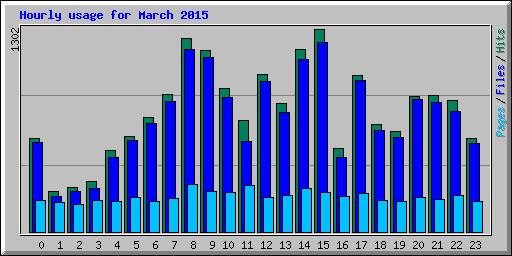 Hourly usage for March 2015
1302
Pages/Files/Hits
0 1 2 3 4 5 6 7 8 9 10 11 12 13 14 15 16 17 18 19 20 21 22 23